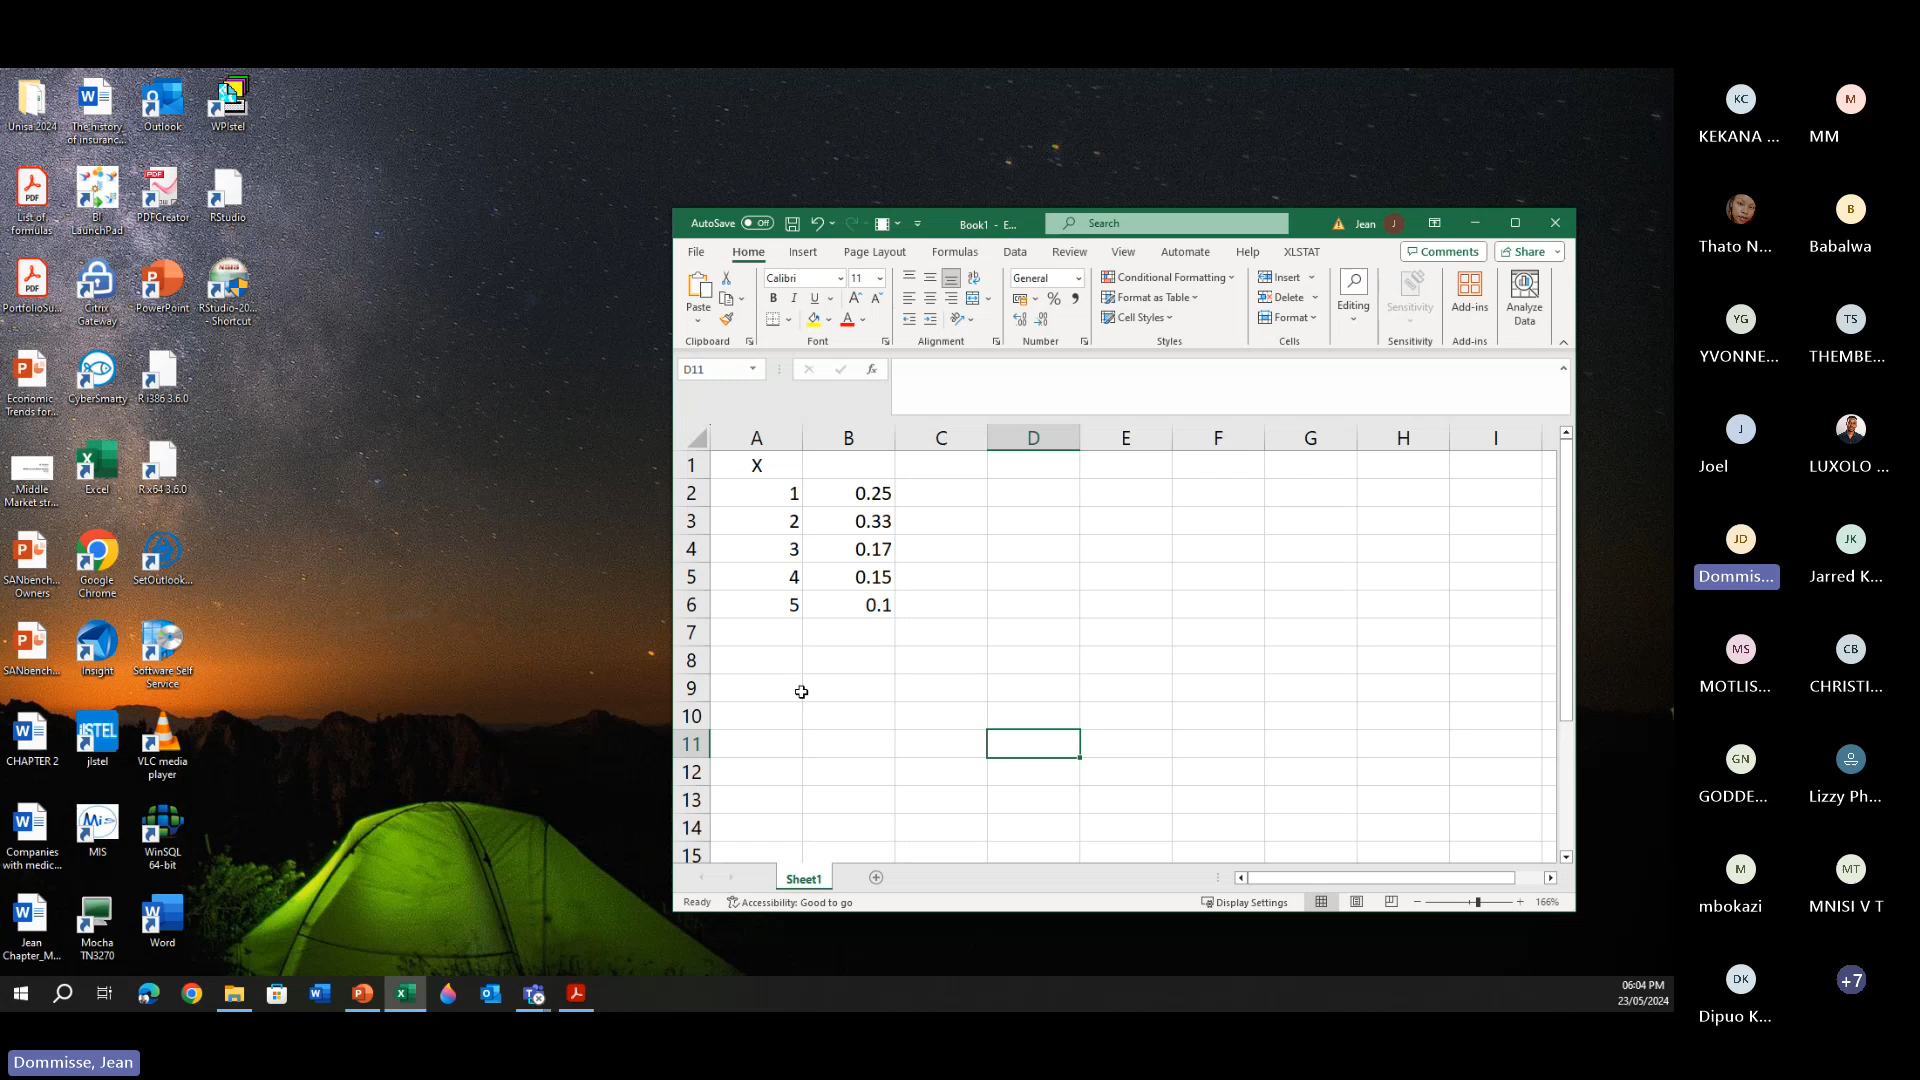 Unisa 2024
The history of insuranc...
Outlook
WPIstel
List of formulas
BI LaunchPad
PDFCreator
RStudio
PortfolioSu...
Citrix Gateway
PowerPoint
RStudio-20... - Shortcut
Economic Trends for...
CyberSmarty
R i386 3.6.0
Middle Market str...
Excel
R x64 3.6.0
SANbench... Owners
Google Chrome
SetOutlook...
SANbench...
Insight
Software Self Service
CHAPTER 2
jlstel
VLC media player
Companies with medic...
MIS
WinSQL 64-bit
Jean Chapter_M...
Mocha TN3270
Word
AutoSave Off
Book1 - E...
Search
Jean J
File Home Insert Page Layout Formulas Data Review View Automate Help XLSTAT Comments Share
Paste
Calibri 11
General
Conditional Formatting
Format as Table
Cell Styles
Insert
Delete
Format
Editing
Sensitivity
Add-ins
Analyze Data
Clipboard Font Alignment Number Styles Cells Sensitivity Add-ins
D11 fx
A B C D E F G H I
1 X
2 1 0.25
3 2 0.33
4 3 0.17
5 4 0.15
6 5 0.1
7
8
9
10
11
12
13
14
15
Sheet1
Ready Accessibility: Good to go Display Settings 166%
06:04 PM
23/05/2024
KC
KEKANA ...
M
MM
Thato N...
B
Babalwa
YG
YVONNE...
TS
THEMBE...
J
Joel
LUXOLO ...
JD
Dommis...
JK
Jarred K...
MS
MOTLIS...
CB
CHRISTI...
GN
GODDE...
Lizzy Ph...
M
mbokazi
MT
MNISI V T
DK
Dipuo K...
+7
Dommisse, Jean